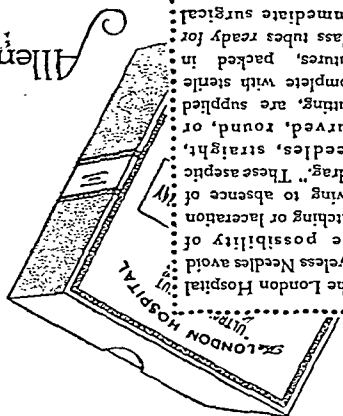 The LONDON HOSPITAL
he London Hospital
yeless Needles avoid
e possibility of
tching or laceration
wing to absence of
drag." These aseptic
eedles, straight,
urved, round, or
utting, are supplied
omplete with sterile
utures, packed in
lass tubes ready for
mmediate surgical
Allen